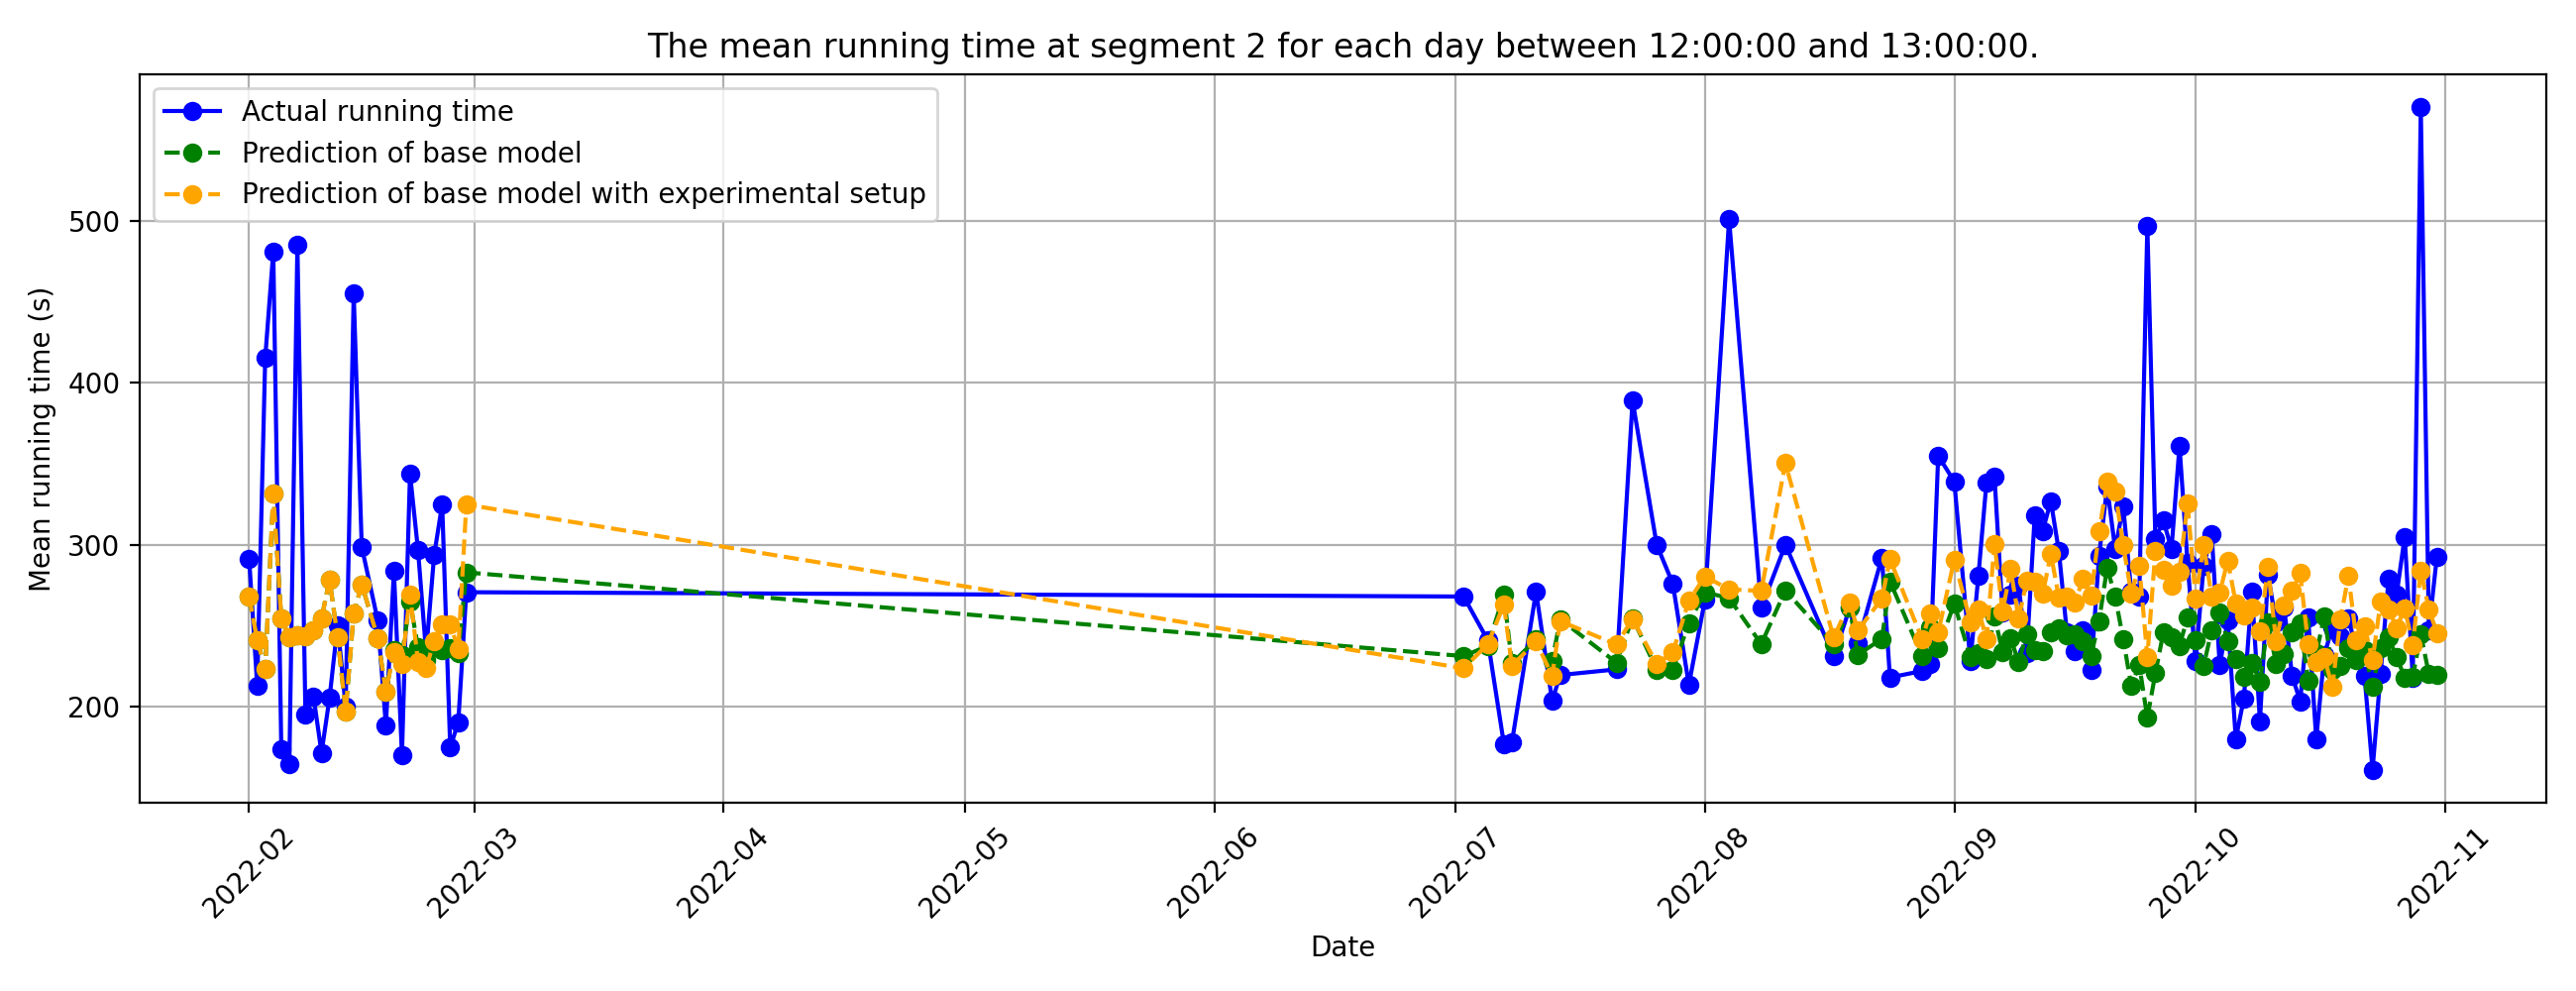 The mean running time at segment 2 for each day between 12:00:00 and 13:00:00.
Actual running time
Prediction of base model
Prediction of base model with experimental setup
Mean running time (s)
500
400
300
200
2022-02
2022-03
2022-04
2022-05
2022-06
2022-07
2022-08
2022-09
2022-10
2022-11
Date